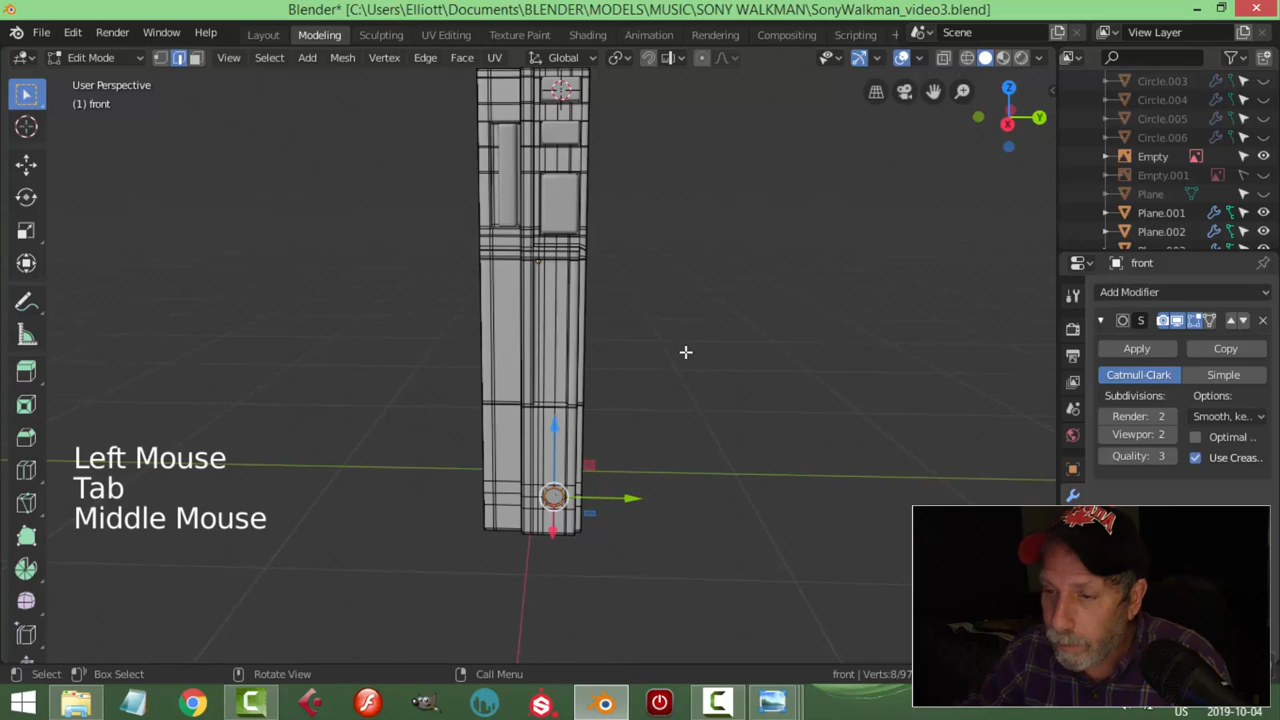 Blender* [C:\Users\Elliott\Documents\BLENDER\MODELS\MUSIC\SONY WALKMAN\SonyWalkman_video3.blend]
File Edit Render Window Help Layout Modeling Sculpting UV Editing Texture Paint Shading Animation Rendering Compositing Scripting Scene View Layer
Edit Mode View Select Add Mesh Vertex Edge Face UV Global
User Perspective
(1) front
Z
Y
X
Circle.003
Circle.004
Circle.005
Circle.006
Empty
Empty.001
Plane
Plane.001
Plane.002
front
Add Modifier
S
Apply Copy
Catmull-Clark Simple
Subdivisions: Options:
Render: 2 Smooth, ke..
Viewpor: 2 Optimal ..
Quality: 3 Use Creas..
Left Mouse
Tab
Middle Mouse
Select Box Select Rotate View Call Menu front | Verts:8/97
US 2019-10-04